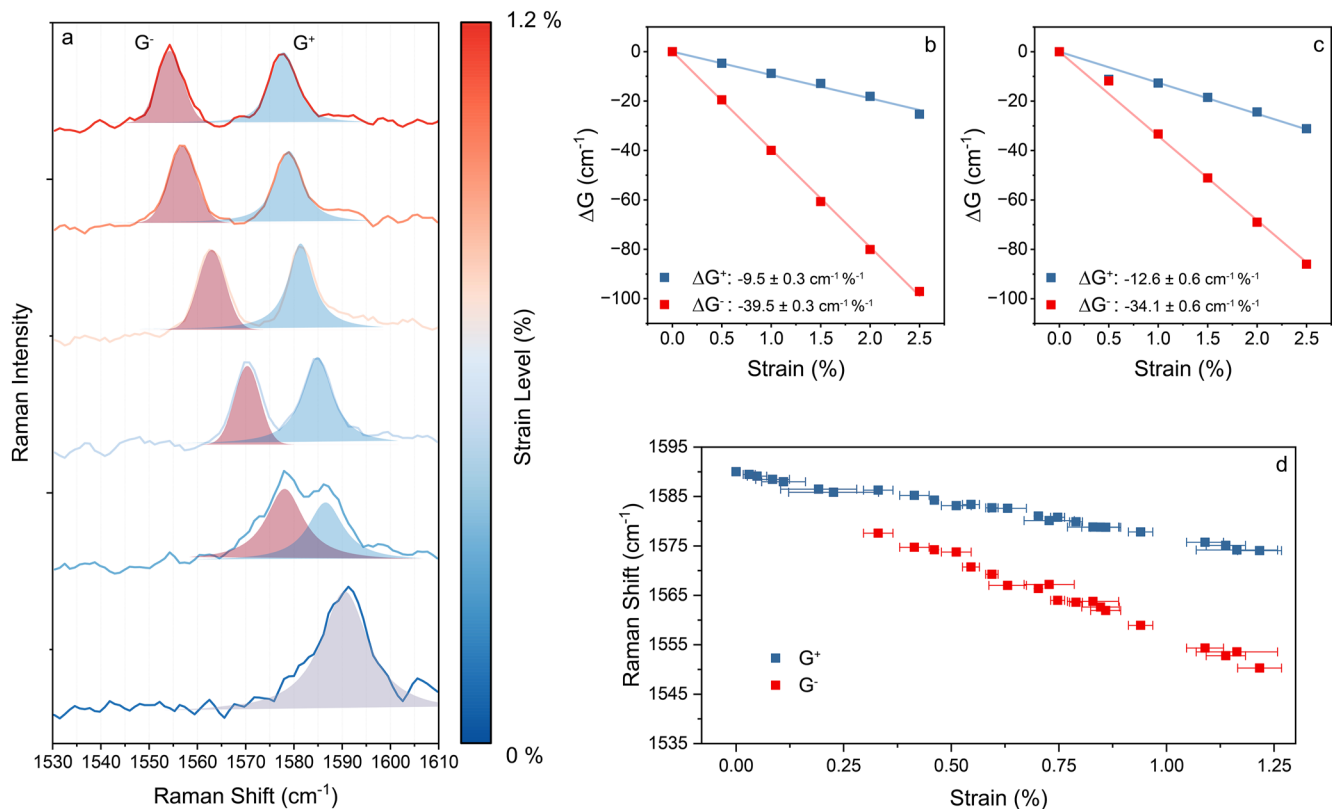 a
G⁻
G⁺
Raman Intensity
1530 1540 1550 1560 1570 1580 1590 1600 1610
Raman Shift (cm⁻¹)
1.2 %
Strain Level (%)
0 %
b
0
−20
−40
−60
−80
−100
ΔG (cm⁻¹)
ΔG⁺: -9.5 ± 0.3 cm⁻¹ %⁻¹
ΔG⁻: -39.5 ± 0.3 cm⁻¹ %⁻¹
0.0 0.5 1.0 1.5 2.0 2.5
Strain (%)
c
0
−20
−40
−60
−80
−100
ΔG (cm⁻¹)
ΔG⁺: -12.6 ± 0.6 cm⁻¹ %⁻¹
ΔG⁻: -34.1 ± 0.6 cm⁻¹ %⁻¹
0.0 0.5 1.0 1.5 2.0 2.5
Strain (%)
d
1595
1585
1575
1565
1555
1545
1535
Raman Shift (cm⁻¹)
G⁺
G⁻
0.00 0.25 0.50 0.75 1.00 1.25
Strain (%)